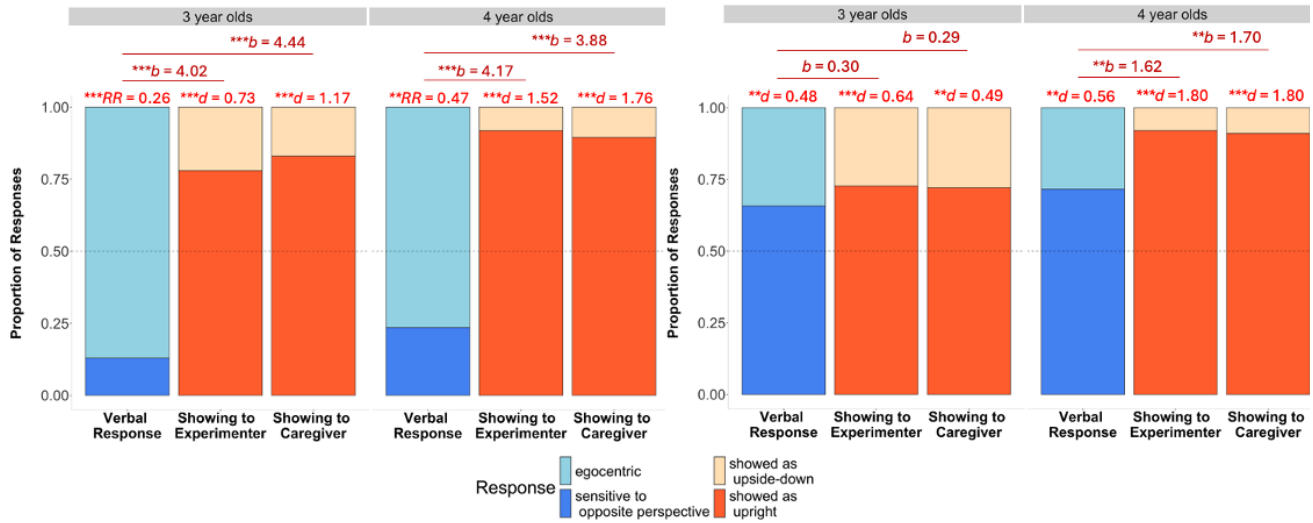 3 year olds
4 year olds
***b = 4.44
***b = 4.02
***RR = 0.26 ***d = 0.73 ***d = 1.17
***b = 3.88
***b = 4.17
**RR = 0.47 ***d = 1.52 ***d = 1.76
Proportion of Responses
1.00
0.75
0.50
0.25
0.00
Verbal Response
Showing to Experimenter
Showing to Caregiver
Verbal Response
Showing to Experimenter
Showing to Caregiver
3 year olds
4 year olds
b = 0.29
b = 0.30
**d = 0.48 ***d = 0.64 **d = 0.49
**b = 1.70
**b = 1.62
**d = 0.56 ***d = 1.80 ***d = 1.80
Proportion of Responses
1.00
0.75
0.50
0.25
0.00
Verbal Response
Showing to Experimenter
Showing to Caregiver
Verbal Response
Showing to Experimenter
Showing to Caregiver
Response
egocentric
sensitive to
opposite perspective
showed as
upside-down
showed as
upright